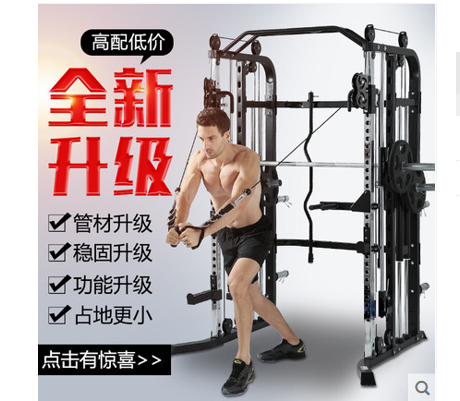 高配低价
全新
升级
管材升级
稳固升级
功能升级
占地更小
点击有惊喜>>